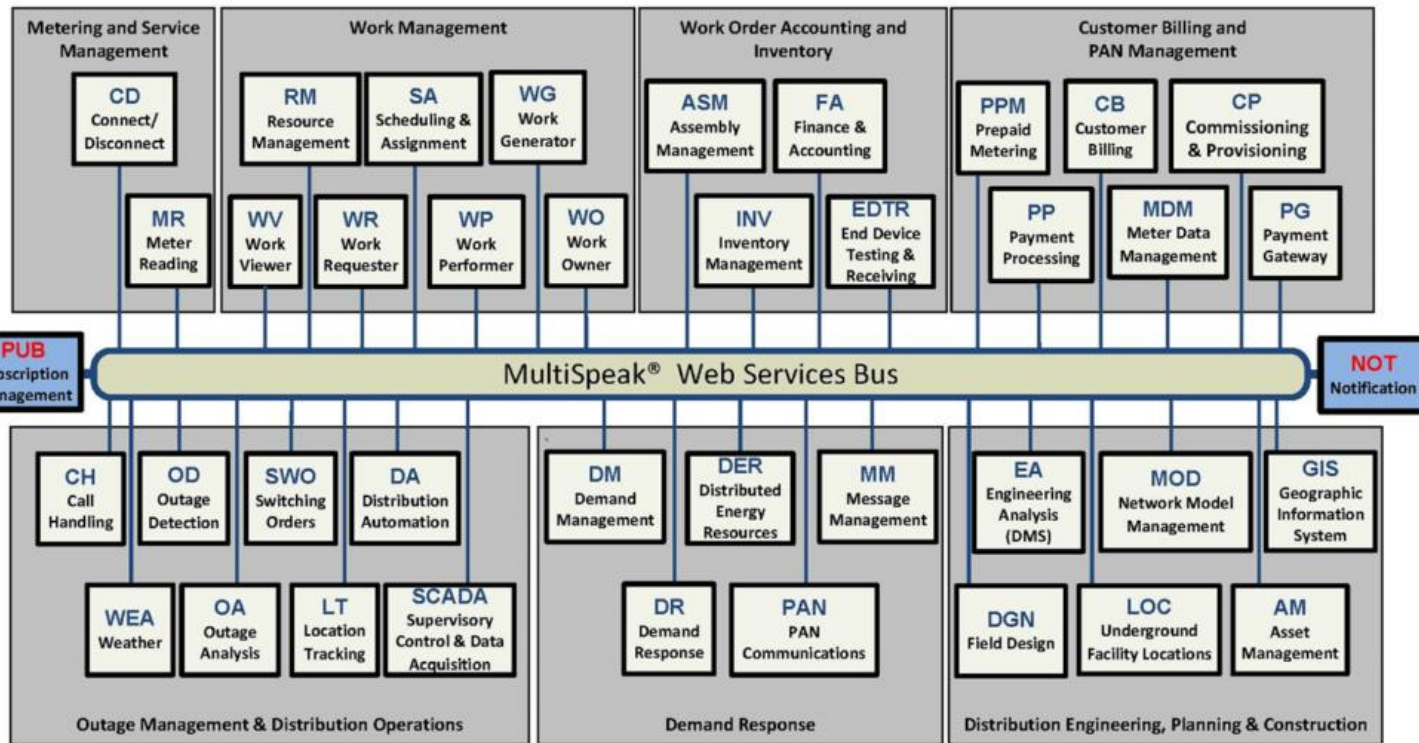 Metering and Service
Management
CD
Connect/
Disconnect
MR
Meter
Reading
Work Management
RM
Resource
Management
SA
Scheduling &
Assignment
WG
Work
Generator
WV
Work
Viewer
WR
Work
Requester
WP
Work
Performer
WO
Work
Owner
Work Order Accounting and
Inventory
ASM
Assembly
Management
FA
Finance &
Accounting
INV
Inventory
Management
EDTR
End Device
Testing &
Receiving
Customer Billing and
PAN Management
PPM
Prepaid
Metering
CB
Customer
Billing
CP
Commissioning
& Provisioning
PP
Payment
Processing
MDM
Meter Data
Management
PG
Payment
Gateway
PUB
MultiSpeak® Web Services Bus
NOT
Notification
CH
Call
Handling
OD
Outage
Detection
SWO
Switching
Orders
DA
Distribution
Automation
WEA
Weather
OA
Outage
Analysis
LT
Location
Tracking
SCADA
Supervisory
Control & Data
Acquisition
Outage Management & Distribution Operations
DM
Demand
Management
DER
Distributed
Energy
Resources
MM
Message
Management
DR
Demand
Response
PAN
PAN
Communications
Demand Response
EA
Engineering
Analysis
(DMS)
MOD
Network Model
Management
GIS
Geographic
Information
System
DGN
Field Design
LOC
Underground
Facility Locations
AM
Asset
Management
Distribution Engineering, Planning & Construction